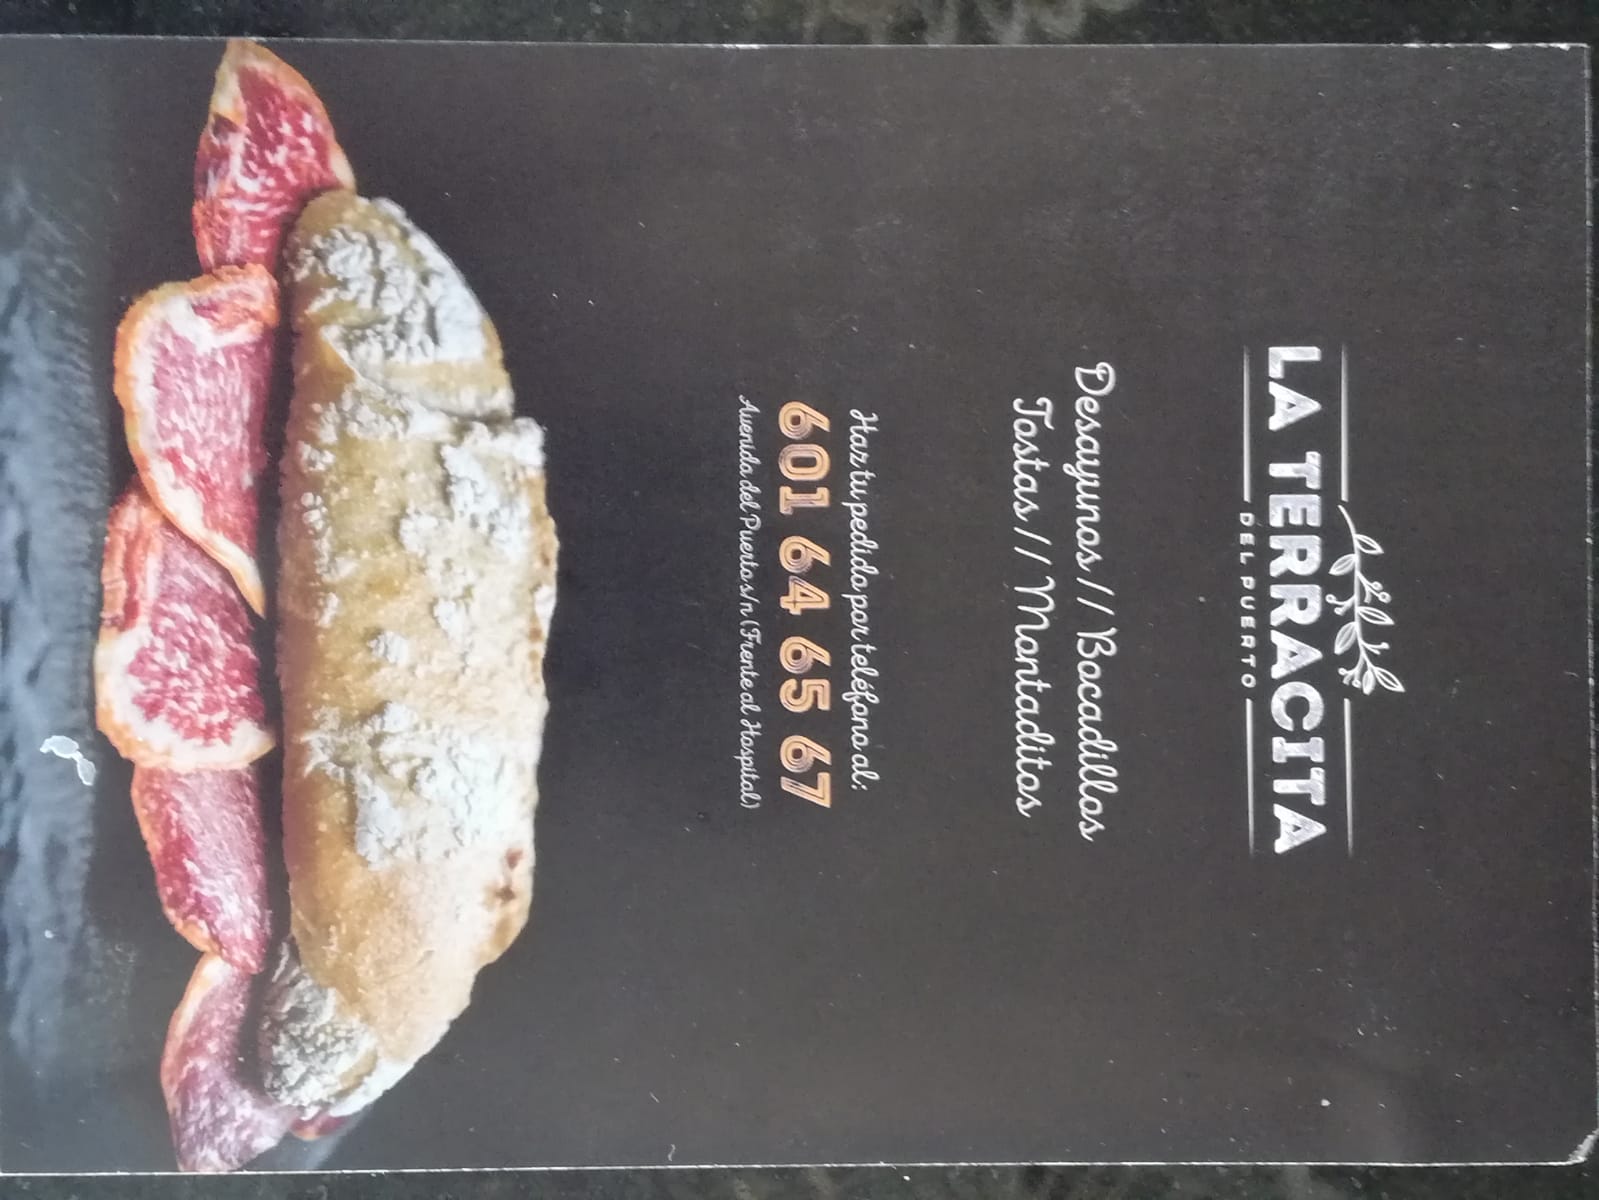 LA TERRACITA
DEL PUERTO
Desayunos // Bocadillos
Tostas // Montaditos
Haz tu pedido por teléfono al:
601 64 65 67
Avenida del Puerto s/n (Frente al Hospital)